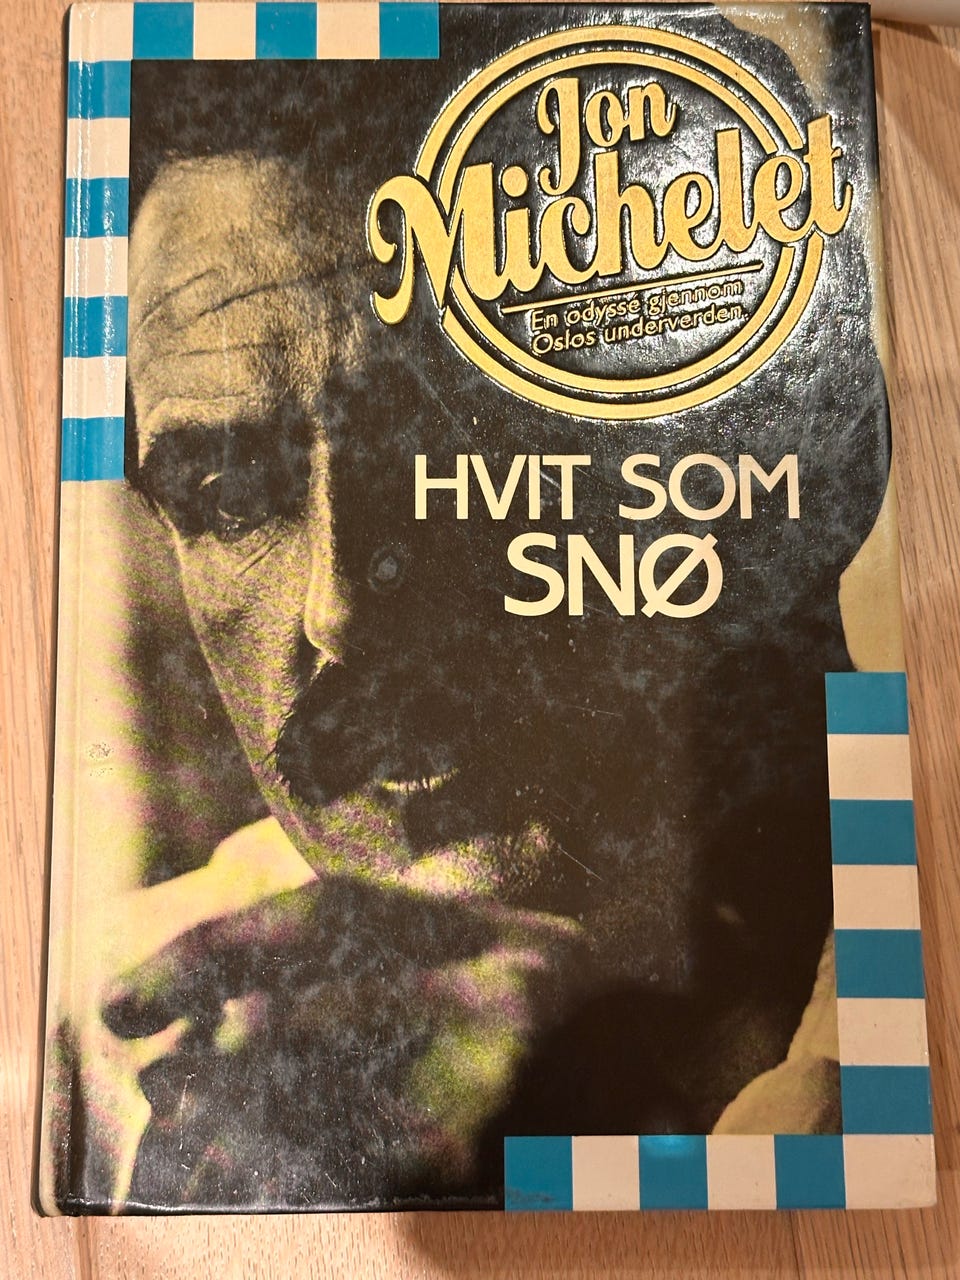 Jon
Michelet
En odyssé gjennom
Oslos underverden.
HVIT SOM
SNØ